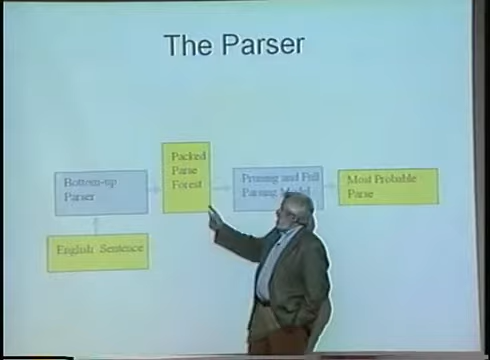 The Parser
Packed
Parse
Forest
Bottom-up
Parser
Pruning and Full
Parsing Model
Most Probable
Parse
English Sentence